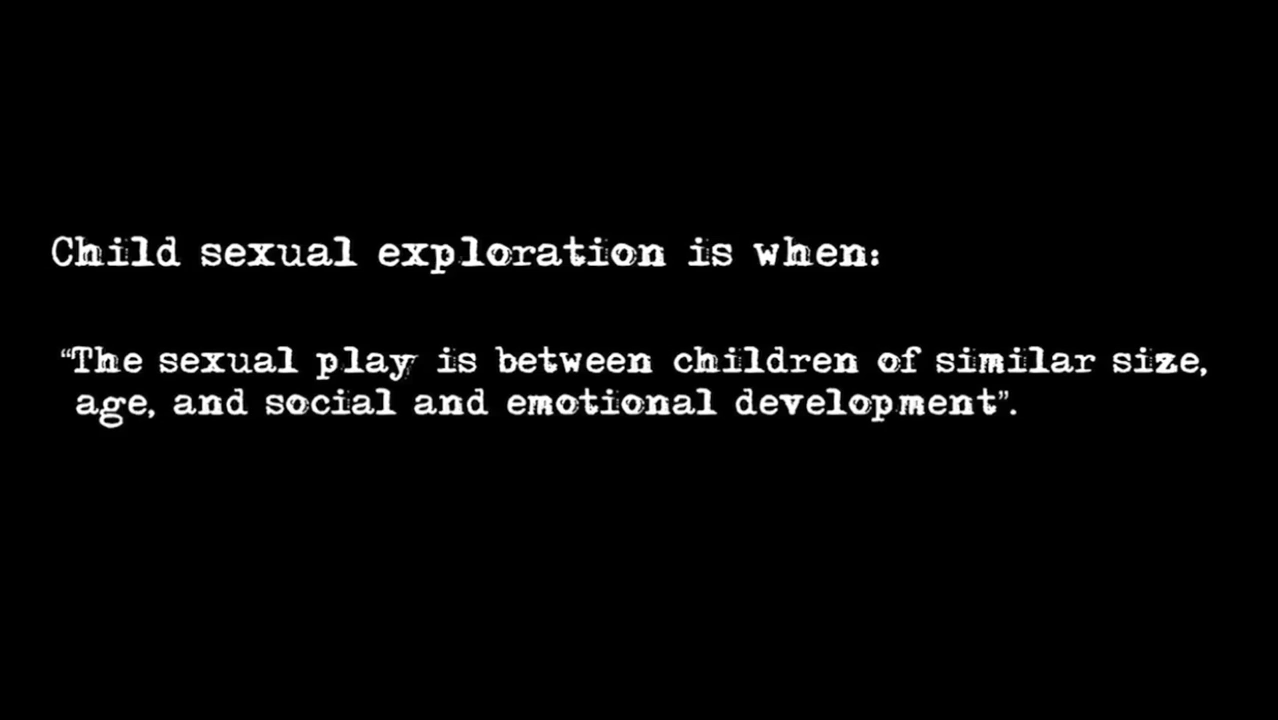 Child sexual exploration is when:
“The sexual play is between children of similar size,
age, and social and emotional development”.